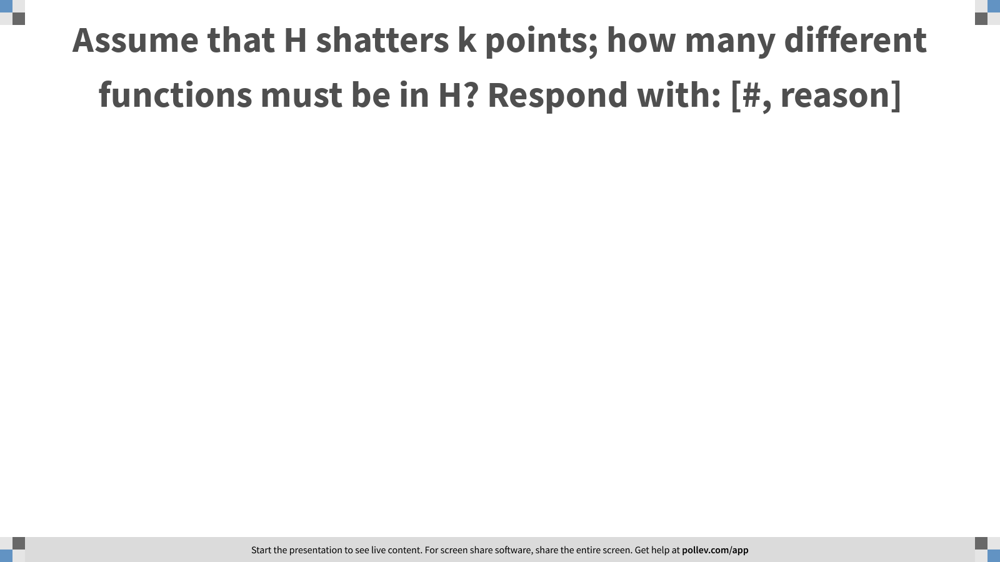 Assume that H shatters k points; how many different
functions must be in H? Respond with: [#, reason]
Start the presentation to see live content. For screen share software, share the entire screen. Get help at pollev.com/app